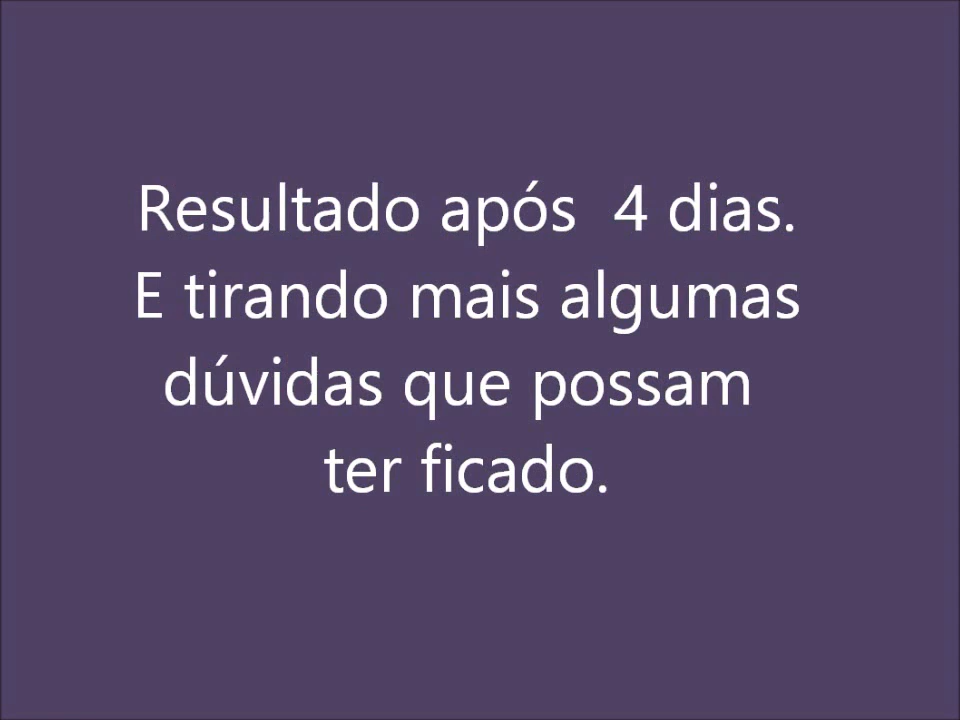 Resultado após  4 dias.
E tirando mais algumas
dúvidas que possam
ter ficado.